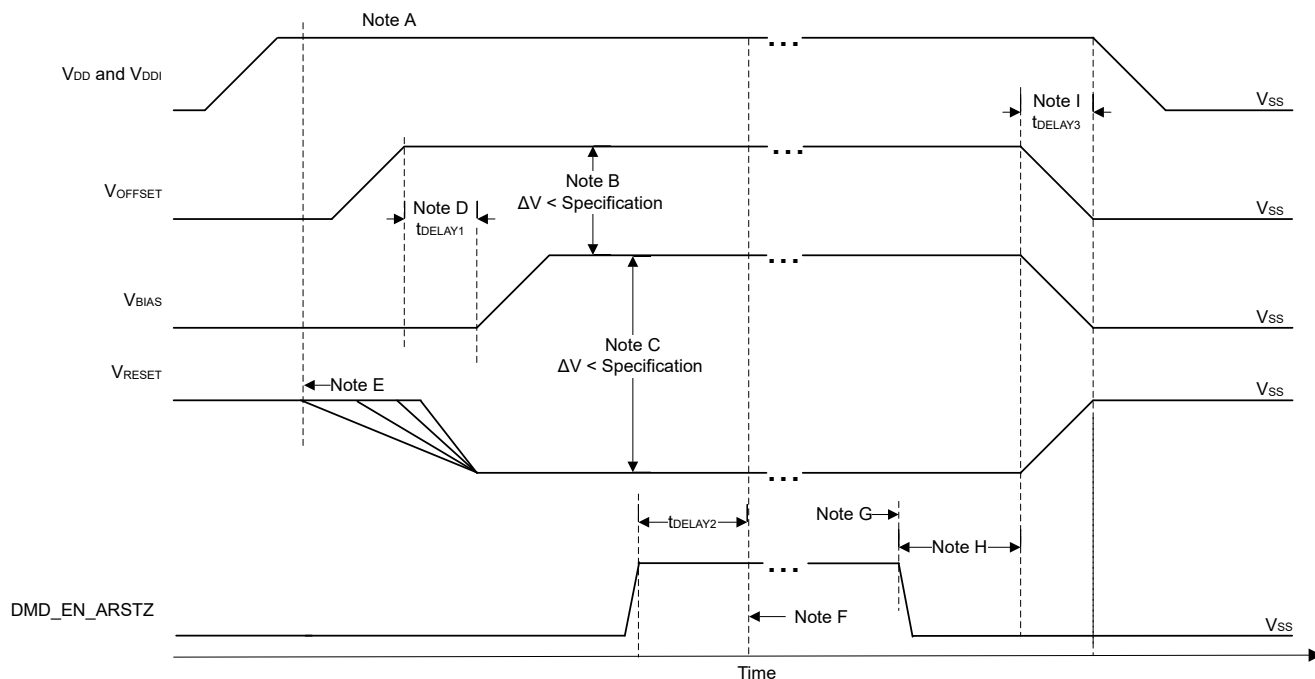 Note A
...
VDD and VDDI
VSS
Note I
tDELAY3
...
VOFFSET
Note B
ΔV < Specification
Note D
tDELAY1
VSS
...
VBIAS
VSS
Note C
ΔV < Specification
VRESET
Note E
VSS
...
tDELAY2
Note G
Note H
...
DMD_EN_ARSTZ
Note F
VSS
Time